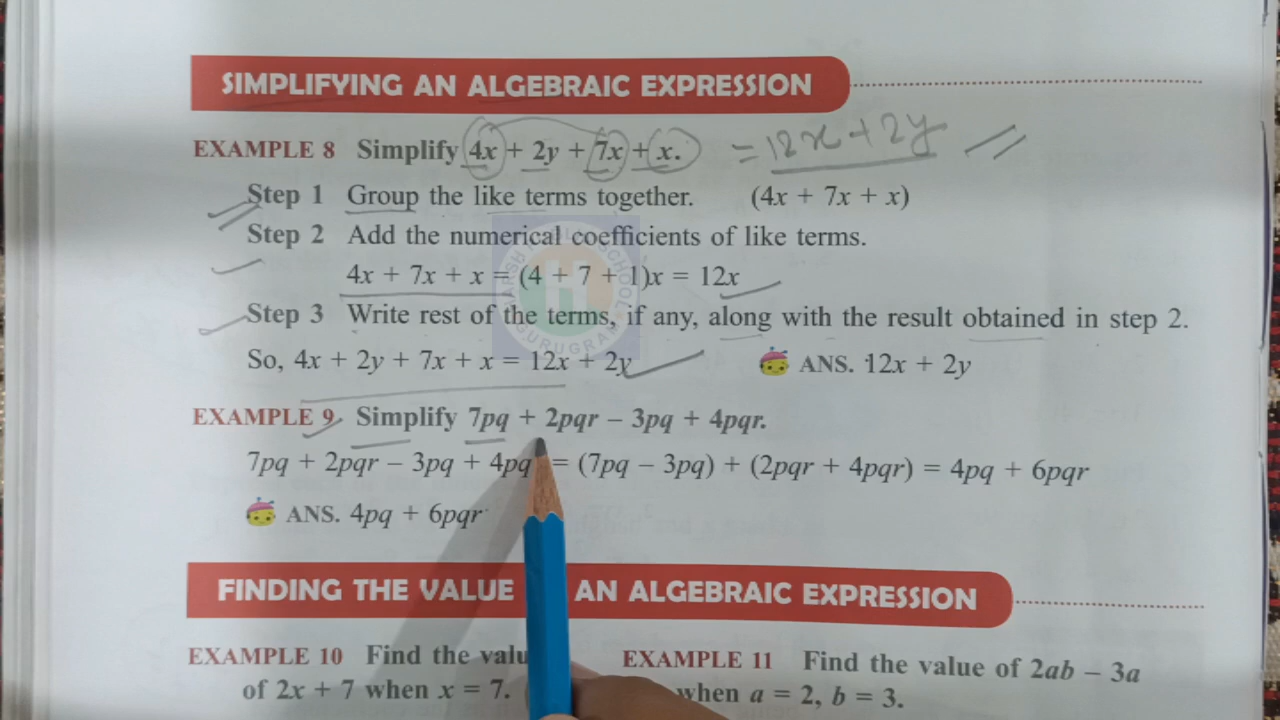 SIMPLIFYING AN ALGEBRAIC EXPRESSION
EXAMPLE 8 Simplify 4x + 2y + 7x + x. = 12x + 2y
Step 1 Group the like terms together. (4x + 7x + x)
Step 2 Add the numerical coefficients of like terms.
4x + 7x + x = (4 + 7 + 1)x = 12x
Step 3 Write rest of the terms, if any, along with the result obtained in step 2.
So, 4x + 2y + 7x + x = 12x + 2y ANS. 12x + 2y
EXAMPLE 9 Simplify 7pq + 2pqr − 3pq + 4pqr.
7pq + 2pqr − 3pq + 4pq = (7pq − 3pq) + (2pqr + 4pqr) = 4pq + 6pqr
ANS. 4pq + 6pqr
FINDING THE VALUE AN ALGEBRAIC EXPRESSION
EXAMPLE 10 Find the valu
of 2x + 7 when x = 7.
EXAMPLE 11 Find the value of 2ab − 3a
when a = 2, b = 3.